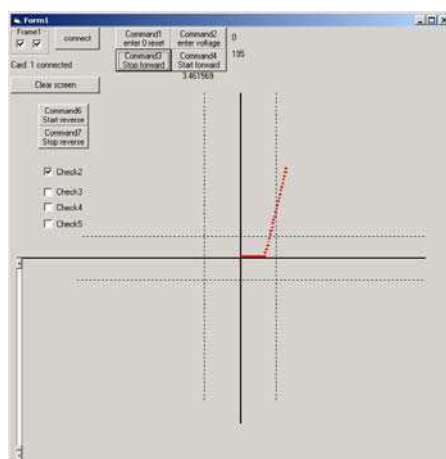 Form1
Frame1
connect
Command1
enter 0 reset
Command2
enter voltage
0
Card 1 connected
Command3
Stop forward
Command4
Start forward
195
3.461569
Clear screen
Command6
Start reverse
Command7
Stop reverse
Check2
Check3
Check4
Check5